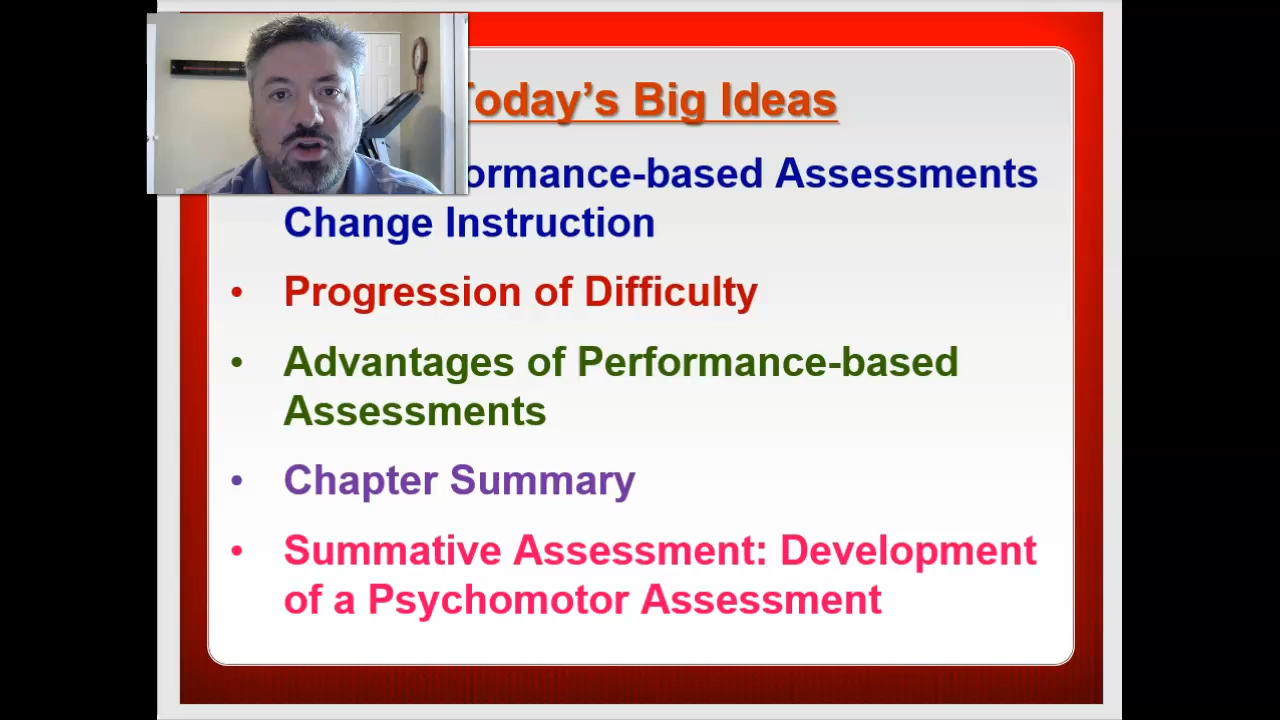 Today's Big Ideas
ormance-based Assessments
Change Instruction
• Progression of Difficulty
• Advantages of Performance-based
Assessments
• Chapter Summary
• Summative Assessment: Development
of a Psychomotor Assessment